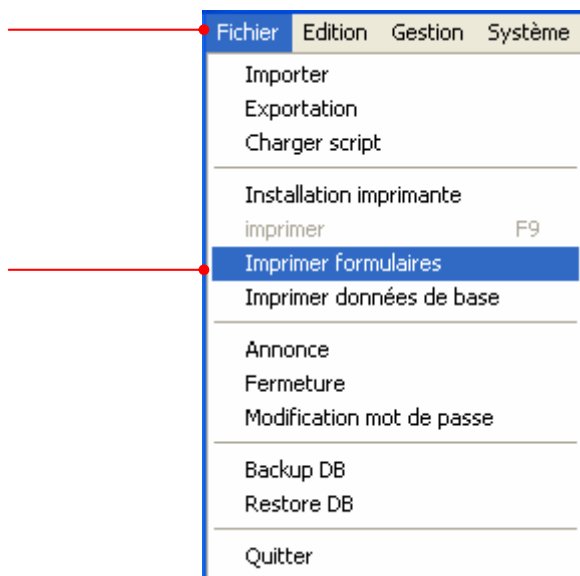 Fichier Edition Gestion Système
Importer
Exportation
Charger script
Installation imprimante
imprimer F9
Imprimer formulaires
Imprimer données de base
Annonce
Fermeture
Modification mot de passe
Backup DB
Restore DB
Quitter